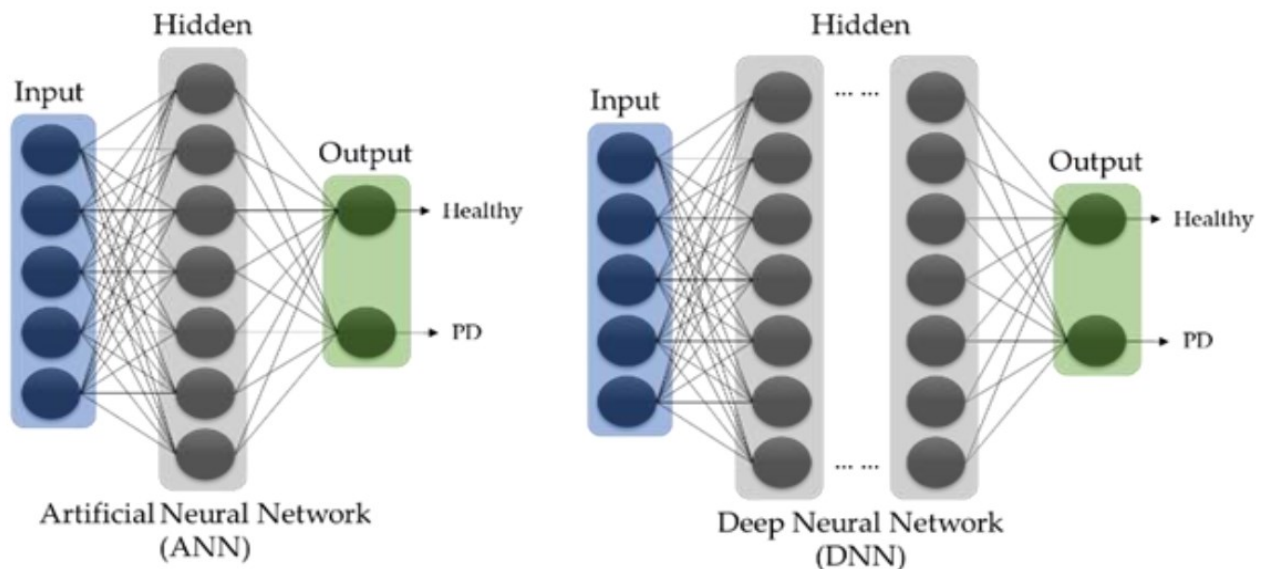 Hidden
Input
Output
Healthy
PD
Artificial Neural Network
(ANN)
Hidden
Input
... ...
Output
Healthy
PD
... ...
Deep Neural Network
(DNN)